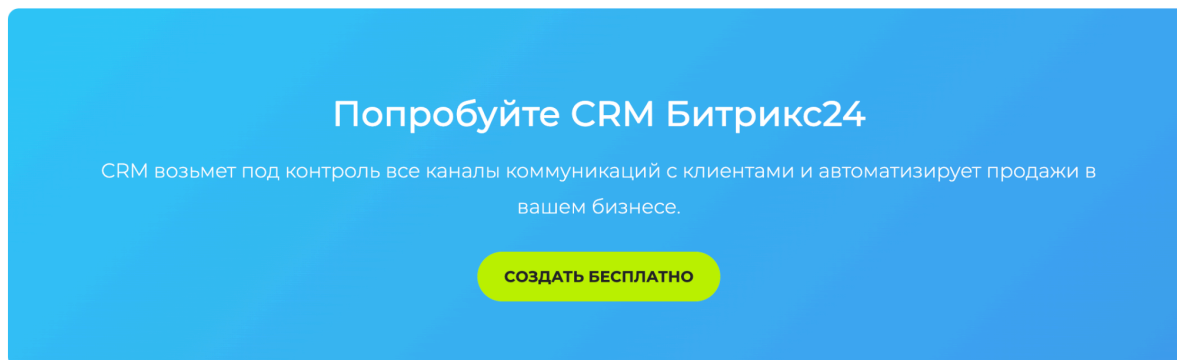 Попробуйте CRM Битрикс24
CRM возьмет под контроль все каналы коммуникаций с клиентами и автоматизирует продажи в
вашем бизнесе.
СОЗДАТЬ БЕСПЛАТНО